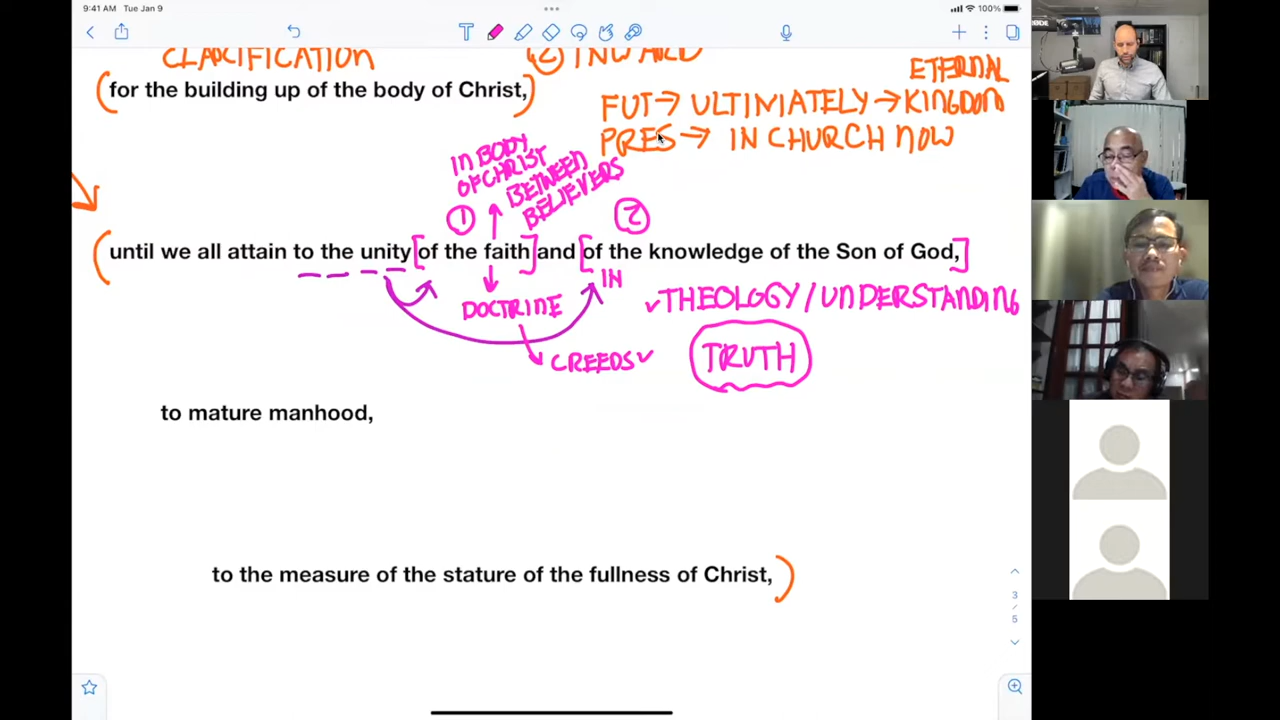 9:41 AM Tue Jan 9
100%
CLARIFICATION
② INWARD
ETERNAL
(for the building up of the body of Christ,)
FUT → ULTIMATELY → KINGDOM
PRES → IN CHURCH NOW
IN BODY
OF CHRIST
BETWEEN
BELIEVERS
① ②
(until we all attain to the unity [of the faith] and [of the knowledge of the Son of God,]
IN
DOCTRINE
✓THEOLOGY/UNDERSTANDING
CREEDS✓
TRUTH
to mature manhood,
to the measure of the stature of the fullness of Christ,)
3
/
5